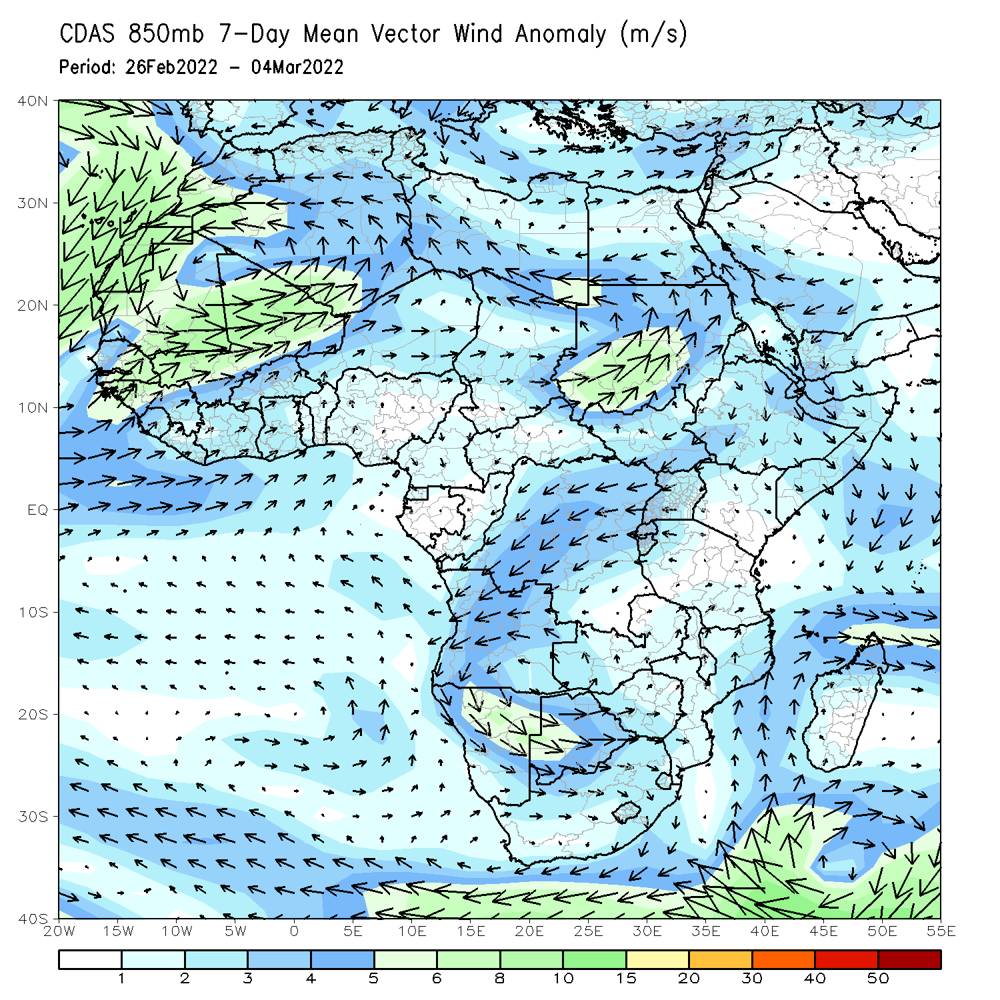 CDAS 850mb 7-Day Mean Vector Wind Anomaly (m/s)
Period: 26Feb2022 - 04Mar2022
40N
30N
20N
10N
EQ
10S
20S
30S
40S
20W 15W 10W 5W 0 5E 10E 15E 20E 25E 30E 35E 40E 45E 50E 55E
1 2 3 4 5 6 8 10 15 20 30 40 50